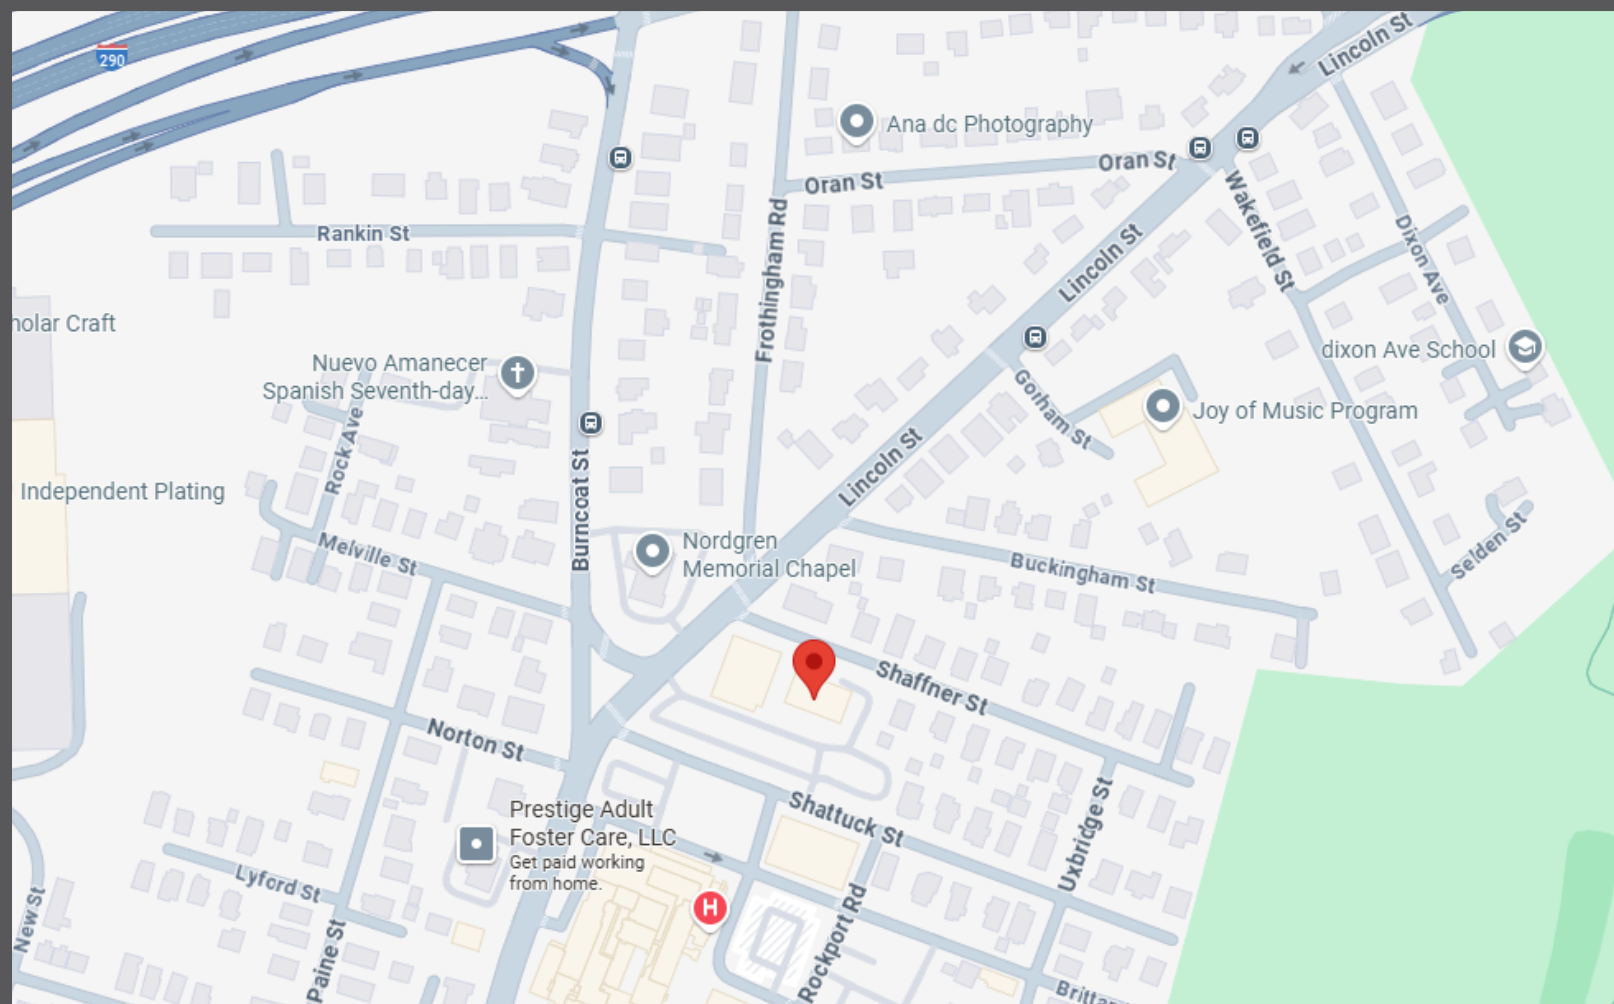 290
Lincoln St
Ana dc Photography
Oran St
Oran St
Rankin St
Frothingham Rd
Lincoln St
Wakefield St
Dixon Ave
holar Craft
Nuevo Amanecer
Spanish Seventh-day...
dixon Ave School
Gorham St
Joy of Music Program
Rock Ave
Lincoln St
Independent Plating
Burncoat St
Melville St
Nordgren
Memorial Chapel
Buckingham St
Selden St
Shaffner St
Norton St
Shattuck St
Prestige Adult
Foster Care, LLC
Get paid working
from home.
Uxbridge St
Lyford St
H
Rockport Rd
New St
Paine St
Brittan